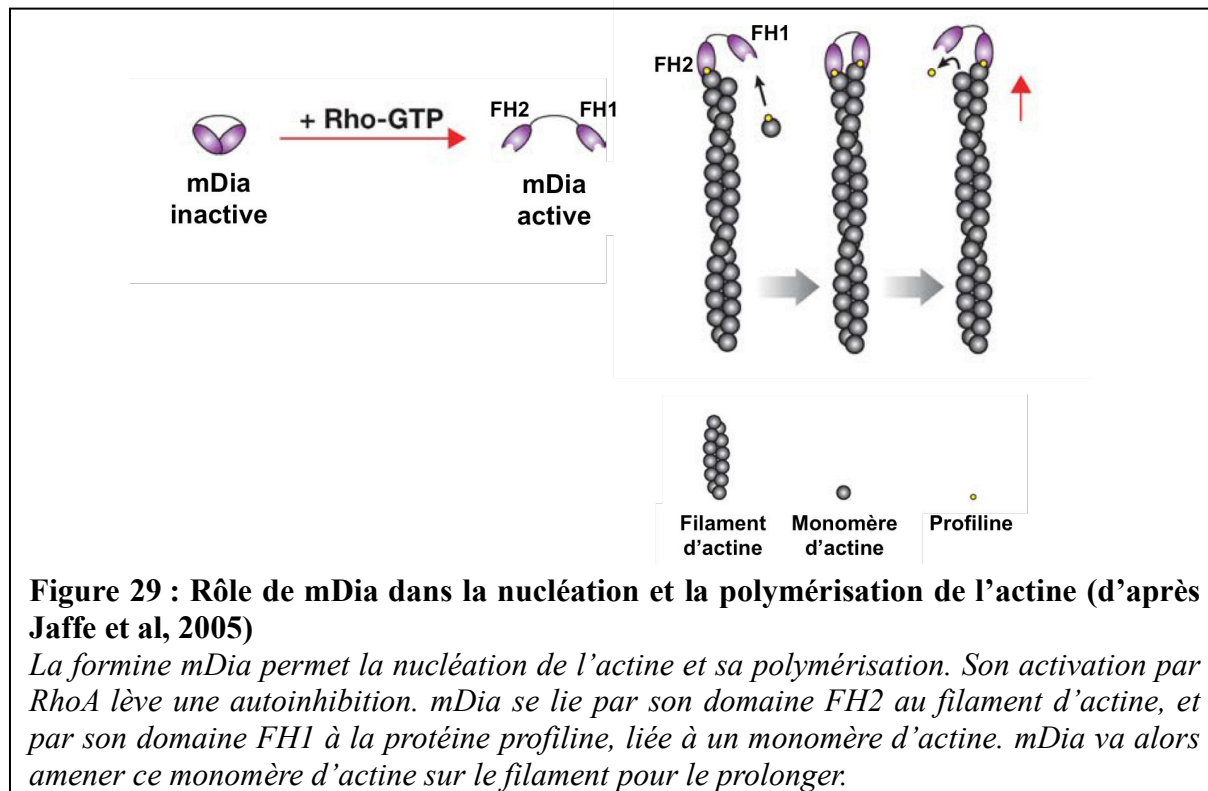 FH1
FH2
+ Rho-GTP
FH2 FH1
mDia
inactive
mDia
active
Filament
d'actine
Monomère
d'actine
Profiline
Figure 29 : Rôle de mDia dans la nucléation et la polymérisation de l'actine (d'après
Jaffe et al, 2005)
La formine mDia permet la nucléation de l'actine et sa polymérisation. Son activation par
RhoA lève une autoinhibition. mDia se lie par son domaine FH2 au filament d'actine, et
par son domaine FH1 à la protéine profiline, liée à un monomère d'actine. mDia va alors
amener ce monomère d'actine sur le filament pour le prolonger.